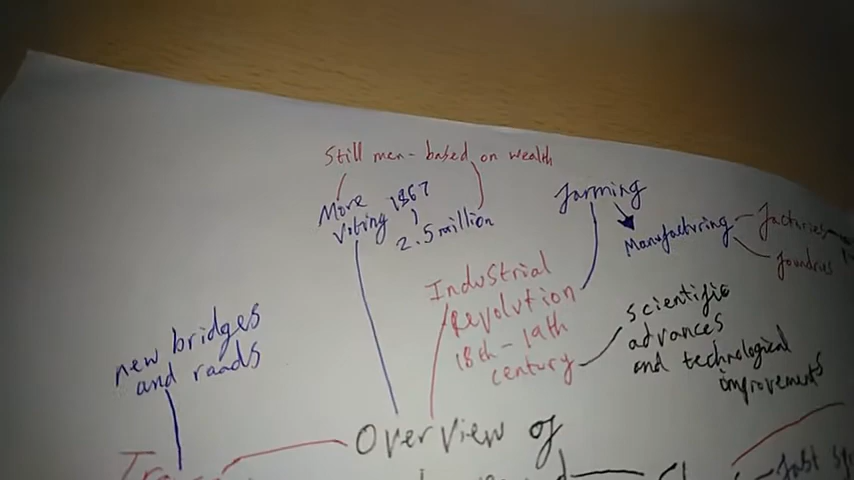 Still men - based on wealth
More
voting 1867
2.5 million
farming
Manufacturing
factories
foundries
Industrial
Revolution
18th - 19th
century
scientific
advances
and technological
improvements
new bridges
and roads
Overview of
fast